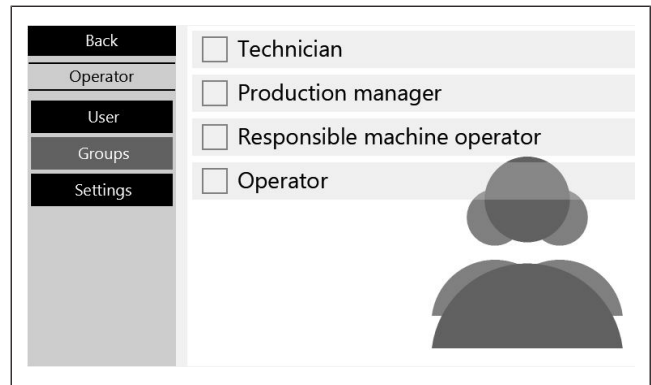 Back
Operator
User
Groups
Settings
Technician
Production manager
Responsible machine operator
Operator